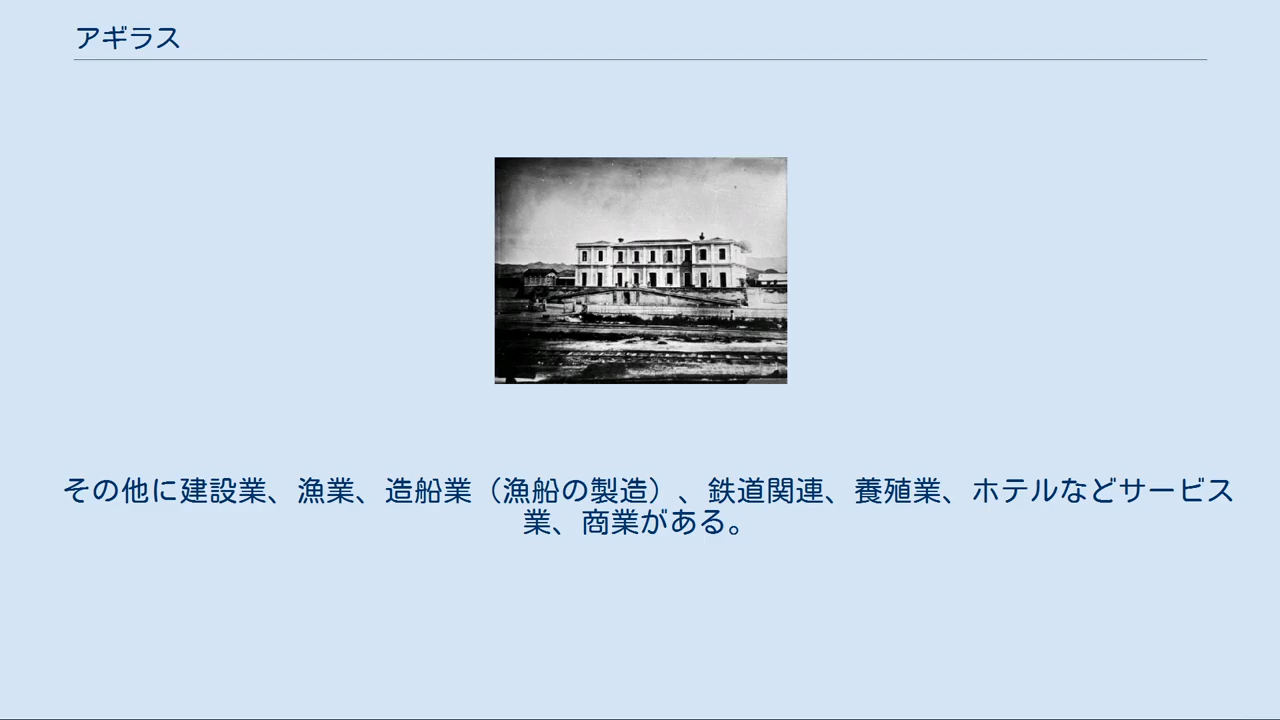 アギラス
その他に建設業、漁業、造船業（漁船の製造）、鉄道関連、養殖業、ホテルなどサービス
業、商業がある。